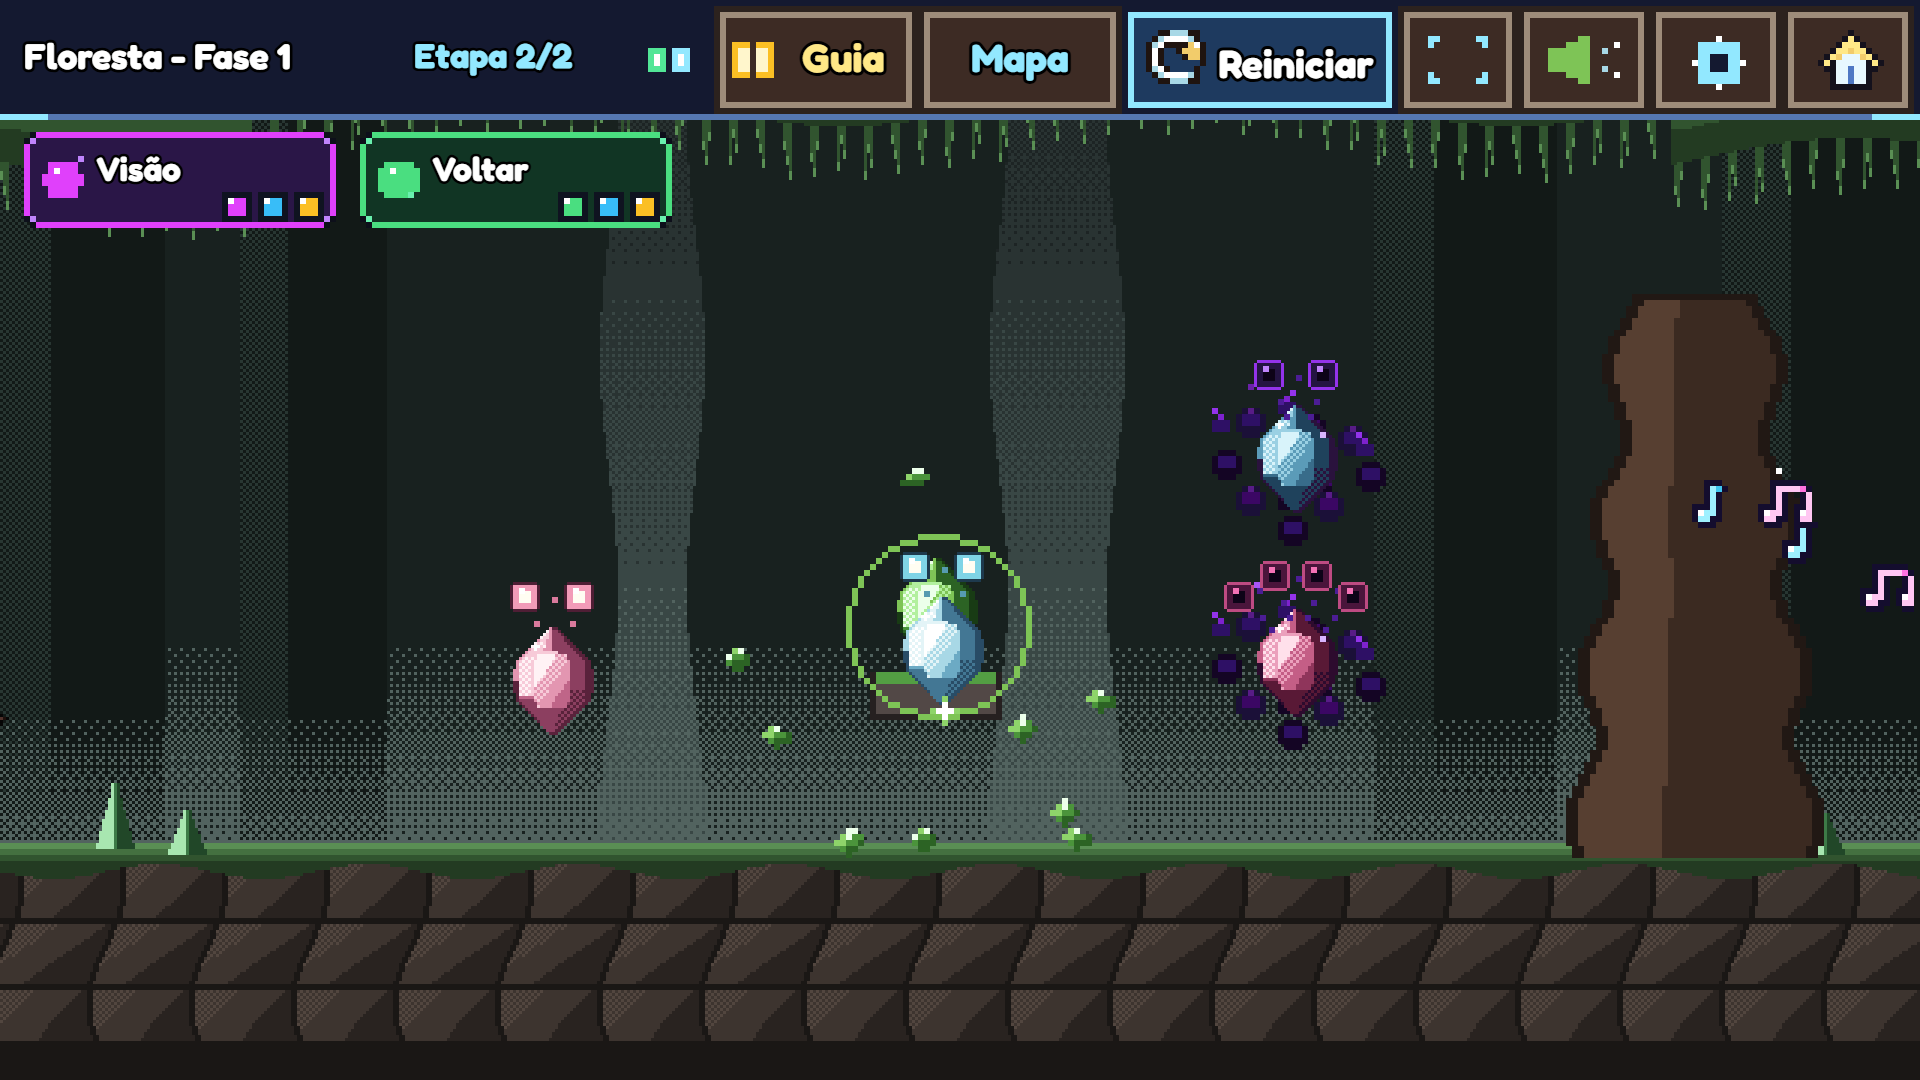 Floresta - Fase 1
Etapa 2/2
Guia
Mapa
Reiniciar
Visão
Voltar